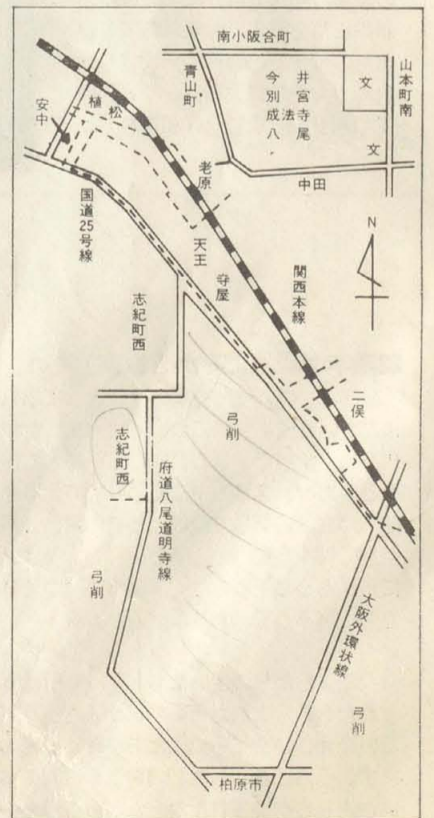 南小阪合町
青山町
今別成八
法
井宮寺尾
文
文
山本町南
中田
安中
植松
老原
国道25号線
天王寺屋
N
関西本線
志紀町西
二俣
弓削
志紀町西
府道八尾道明寺線
弓削
大阪外環状線
弓削
柏原市